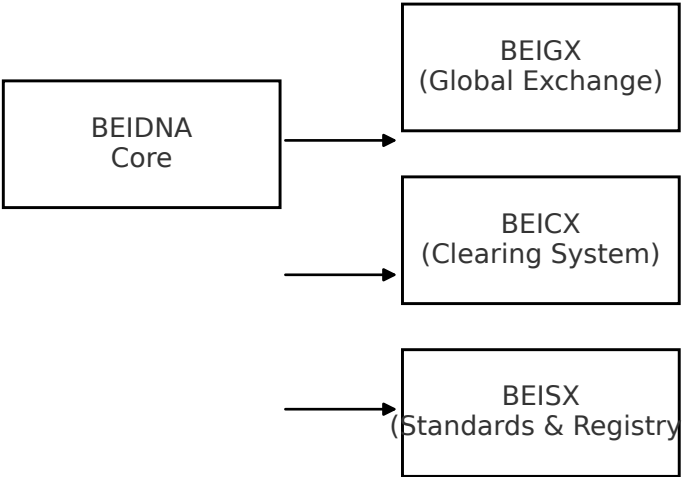 BEIGX
(Global Exchange)
BEIDNA
Core
BEICX
(Clearing System)
BEISX
(Standards & Registry